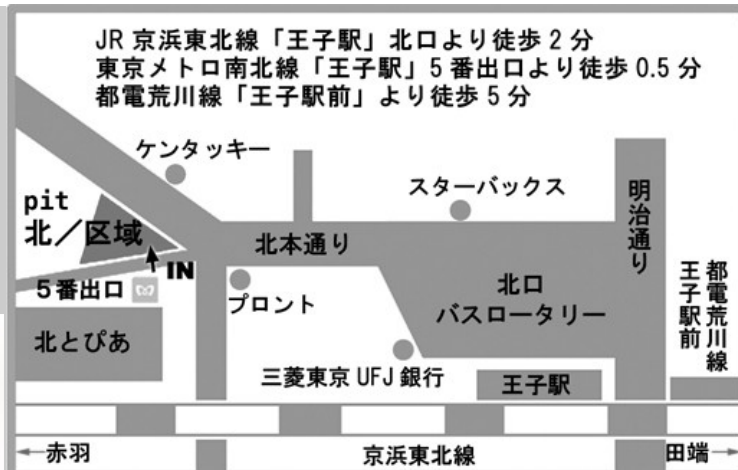 JR 京浜東北線「王子駅」北口より徒歩 2 分
東京メトロ南北線「王子駅」5 番出口より徒歩 0.5 分
都電荒川線「王子駅前」より徒歩 5 分
ケンタッキー
スターバックス
明治通り
pit
北／区域
北本通り
IN
5番出口
プロント
北口
バスロータリー
都電荒川線
王子駅前
北とぴあ
三菱東京 UFJ 銀行
王子駅
←赤羽
京浜東北線
田端→